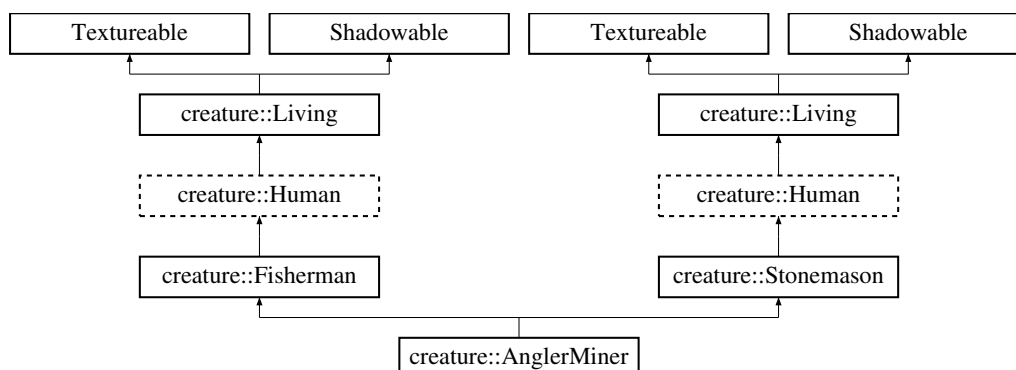 Textureable Shadowable Textureable Shadowable
creature::Living creature::Living
creature::Human creature::Human
creature::Fisherman creature::Stonemason
creature::AnglerMiner